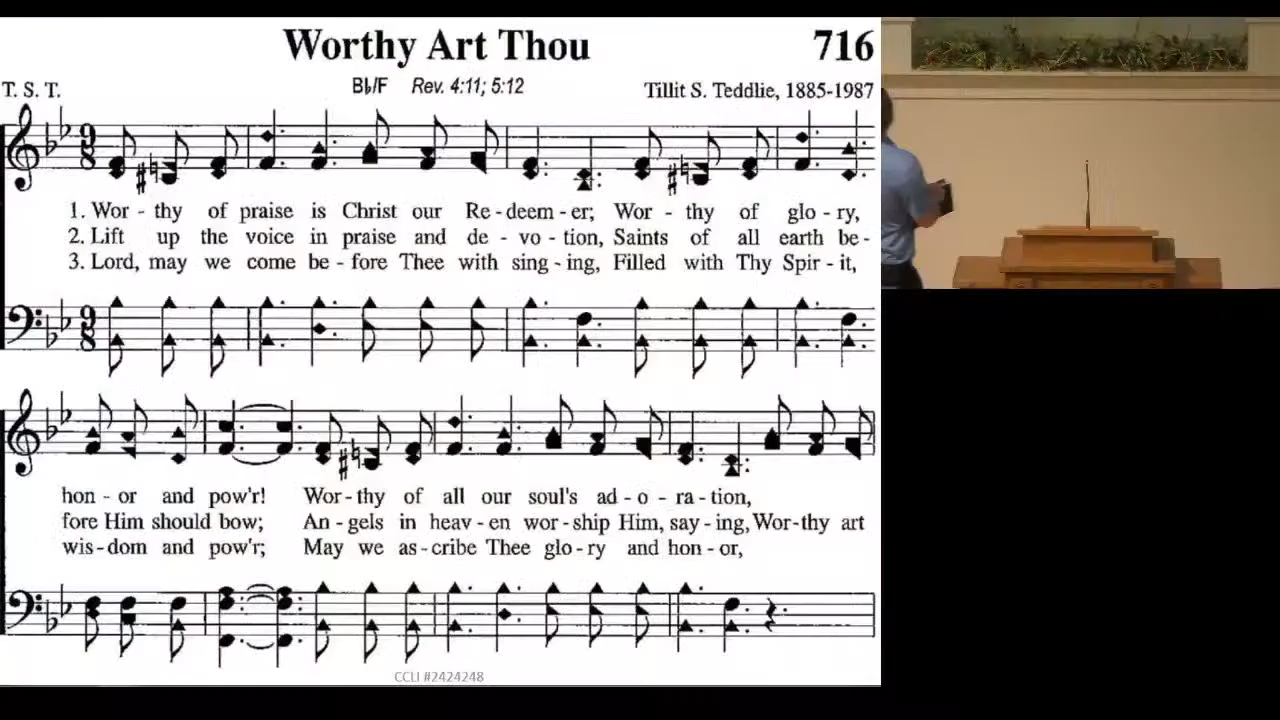 Worthy Art Thou 716
T. S. T. B♭/F Rev. 4:11; 5:12 Tillit S. Teddlie, 1885-1987
9
8
1. Wor - thy of praise is Christ our Re - deem - er; Wor - thy of glo - ry,
2. Lift up the voice in praise and de - vo - tion, Saints of all earth be -
3. Lord, may we come be - fore Thee with sing - ing, Filled with Thy Spir - it,
9
8
hon - or and pow'r! Wor - thy of all our soul's ad - o - ra - tion,
fore Him should bow; An - gels in heav - en wor - ship Him, say - ing, Wor - thy art
wis - dom and pow'r; May we as - cribe Thee glo - ry and hon - or,
CCLI #2424248